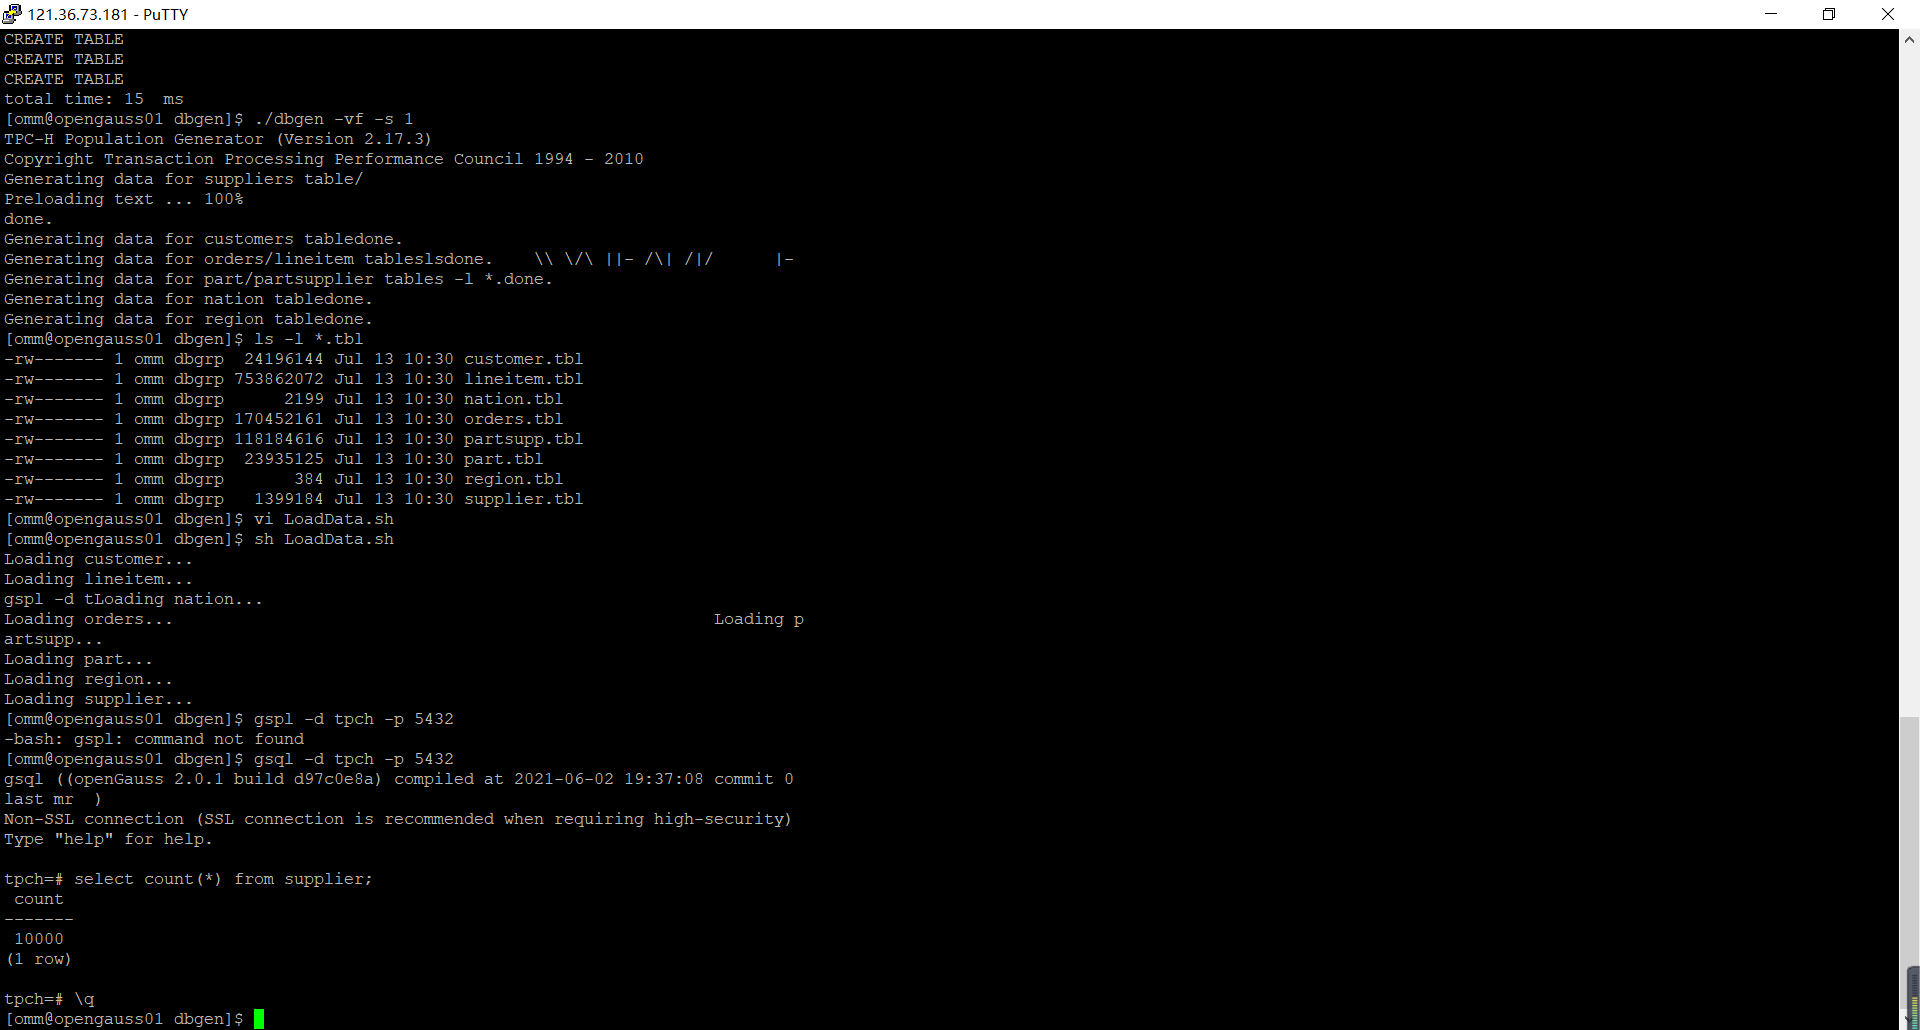 121.36.73.181 - PuTTY
CREATE TABLE
CREATE TABLE
CREATE TABLE
total time: 15  ms
[omm@opengauss01 dbgen]$ ./dbgen -vf -s 1
TPC-H Population Generator (Version 2.17.3)
Copyright Transaction Processing Performance Council 1994 - 2010
Generating data for suppliers table/
Preloading text ... 100%
done.
Generating data for customers tabledone.
Generating data for orders/lineitem tableslsdone.    \\ \/\ ||- /\| /|/      |-
Generating data for part/partsupplier tables -l *.done.
Generating data for nation tabledone.
Generating data for region tabledone.
[omm@opengauss01 dbgen]$ ls -l *.tbl
-rw------- 1 omm dbgrp  24196144 Jul 13 10:30 customer.tbl
-rw------- 1 omm dbgrp 753862072 Jul 13 10:30 lineitem.tbl
-rw------- 1 omm dbgrp      2199 Jul 13 10:30 nation.tbl
-rw------- 1 omm dbgrp 170452161 Jul 13 10:30 orders.tbl
-rw------- 1 omm dbgrp 118184616 Jul 13 10:30 partsupp.tbl
-rw------- 1 omm dbgrp  23935125 Jul 13 10:30 part.tbl
-rw------- 1 omm dbgrp       384 Jul 13 10:30 region.tbl
-rw------- 1 omm dbgrp   1399184 Jul 13 10:30 supplier.tbl
[omm@opengauss01 dbgen]$ vi LoadData.sh
[omm@opengauss01 dbgen]$ sh LoadData.sh
Loading customer...
Loading lineitem...
gspl -d tLoading nation...
Loading orders...                                                      Loading p
artsupp...
Loading part...
Loading region...
Loading supplier...
[omm@opengauss01 dbgen]$ gspl -d tpch -p 5432
-bash: gspl: command not found
[omm@opengauss01 dbgen]$ gsql -d tpch -p 5432
gsql ((openGauss 2.0.1 build d97c0e8a) compiled at 2021-06-02 19:37:08 commit 0
last mr  )
Non-SSL connection (SSL connection is recommended when requiring high-security)
Type "help" for help.
tpch=# select count(*) from supplier;
 count
-------
 10000
(1 row)
tpch=# \q
[omm@opengauss01 dbgen]$